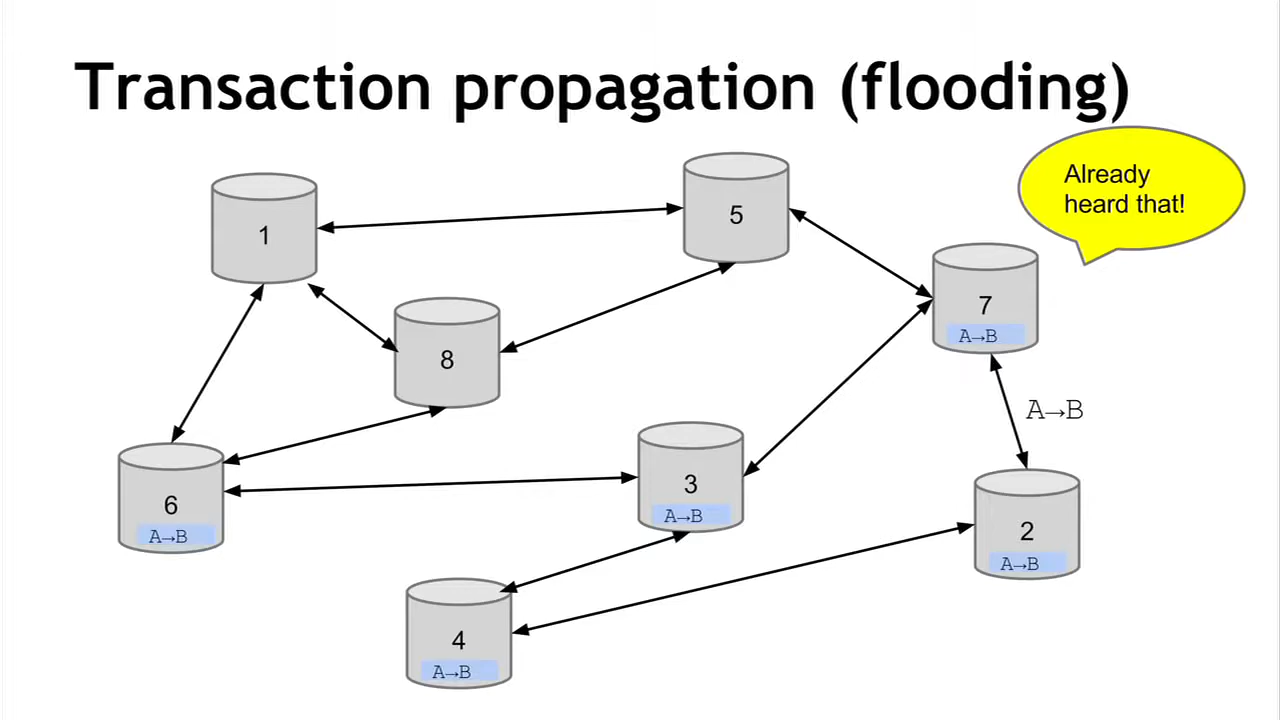 Transaction propagation (flooding)
Already
heard that!
1
5
7
A→B
8
A→B
3
A→B
6
A→B
2
A→B
4
A→B